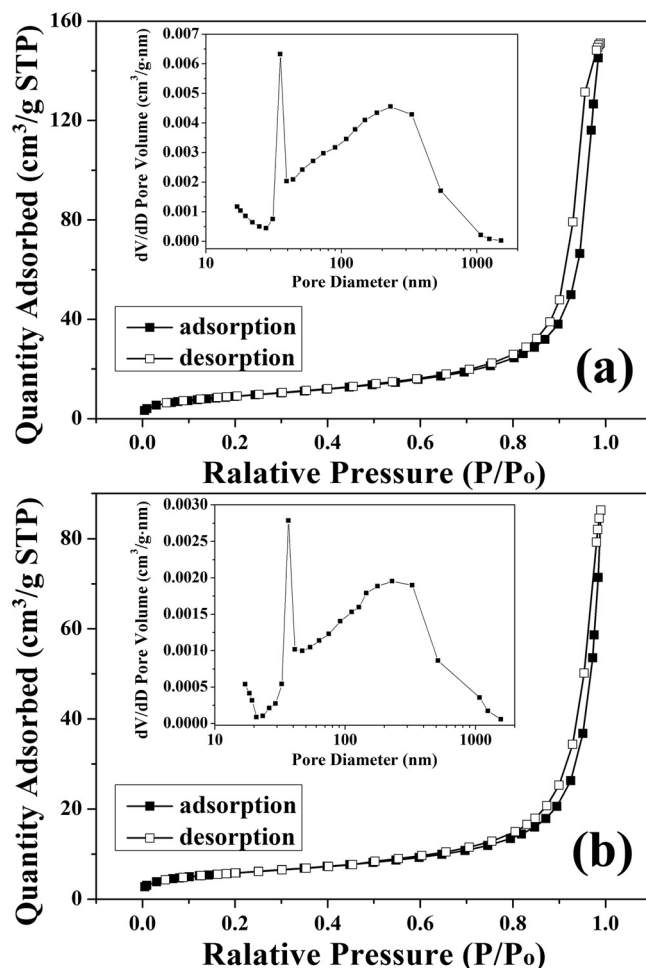 160
120
80
40
0
Quantity Adsorbed (cm³/g STP)
0.007
0.006
0.005
0.004
0.003
0.002
0.001
0.000
dV/dD Pore Volume (cm³/g·nm)
10 100 1000
Pore Diameter (nm)
adsorption
desorption
(a)
0.0 0.2 0.4 0.6 0.8 1.0
Ralative Pressure (P/Po)
80
60
40
20
0
Quantity Adsorbed (cm³/g STP)
0.0030
0.0025
0.0020
0.0015
0.0010
0.0005
0.0000
dV/dD Pore Volume (cm³/g·nm)
10 100 1000
Pore Diameter (nm)
adsorption
desorption
(b)
0.0 0.2 0.4 0.6 0.8 1.0
Ralative Pressure (P/Po)